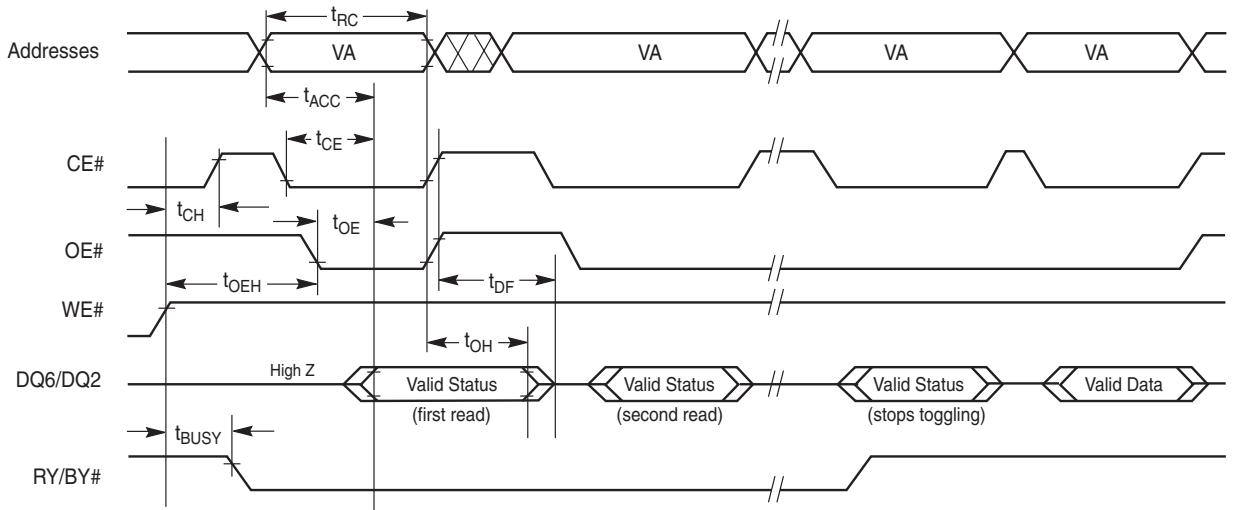 tRC
Addresses VA VA VA VA
tACC
tCE
CE#
tCH tOE
OE#
tOEH tDF
WE#
tOH
High Z
DQ6/DQ2 Valid Status Valid Status Valid Status Valid Data
(first read) (second read) (stops toggling)
tBUSY
RY/BY#